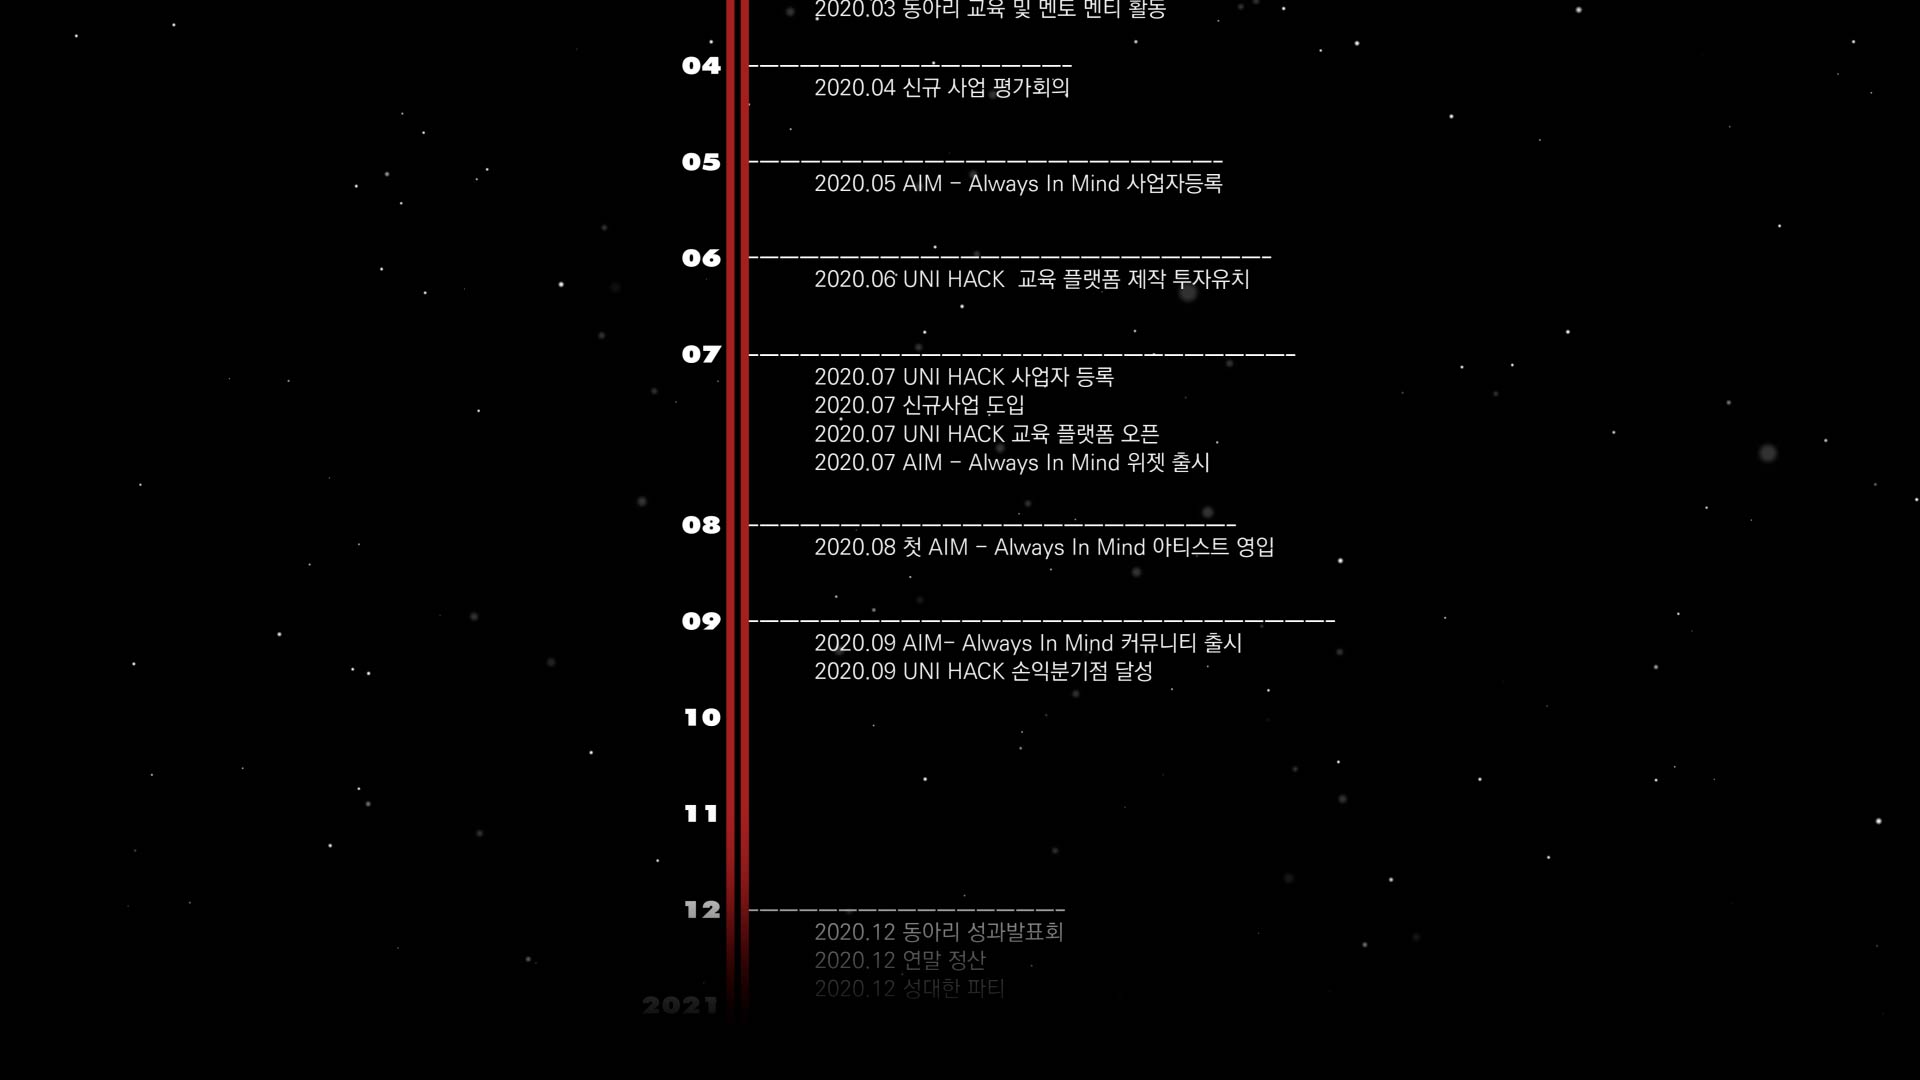 2020.03 동아리 교육 및 멘토 멘티 활동
04
2020.04 신규 사업 평가회의
05
2020.05 AIM - Always In Mind 사업자등록
06
2020.06 UNI HACK  교육 플랫폼 제작 투자유치
07
2020.07 UNI HACK 사업자 등록
2020.07 신규사업 도입
2020.07 UNI HACK 교육 플랫폼 오픈
2020.07 AIM - Always In Mind 위젯 출시
08
2020.08 첫 AIM - Always In Mind 아티스트 영입
09
2020.09 AIM- Always In Mind 커뮤니티 출시
2020.09 UNI HACK 손익분기점 달성
10
11
12
2020.12 동아리 성과발표회
2020.12 연말 정산
2020.12 성대한 파티
2021